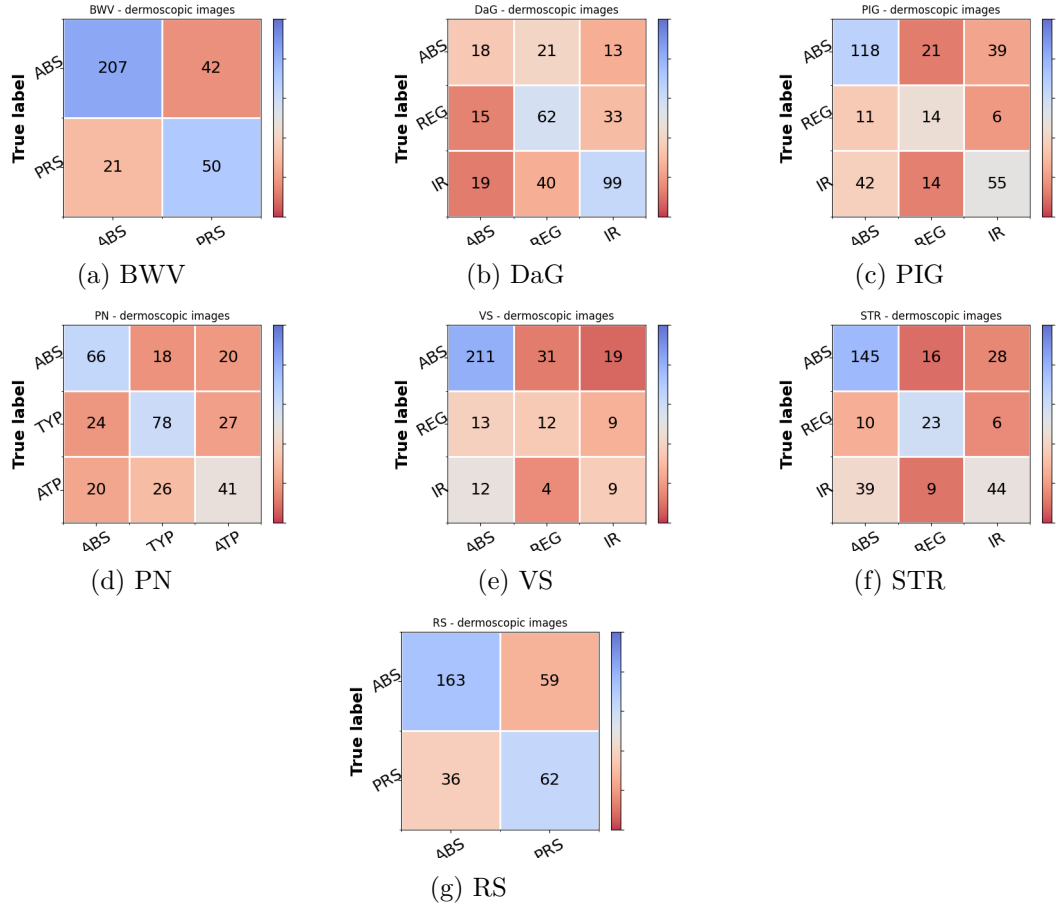 BWV - dermoscopic images
True label
ABS
207
42
PRS
21
50
ABS
PRS
(a) BWV
DaG - dermoscopic images
True label
ABS
18
21
13
REG
15
62
33
IR
19
40
99
ABS
REG
IR
(b) DaG
PIG - dermoscopic images
True label
ABS
118
21
39
REG
11
14
6
IR
42
14
55
ABS
REG
IR
(c) PIG
PN - dermoscopic images
True label
ABS
66
18
20
TYP
24
78
27
ATP
20
26
41
ABS
TYP
ATP
(d) PN
VS - dermoscopic images
True label
ABS
211
31
19
REG
13
12
9
IR
12
4
9
ABS
REG
IR
(e) VS
STR - dermoscopic images
True label
ABS
145
16
28
REG
10
23
6
IR
39
9
44
ABS
REG
IR
(f) STR
RS - dermoscopic images
True label
ABS
163
59
PRS
36
62
ABS
PRS
(g) RS